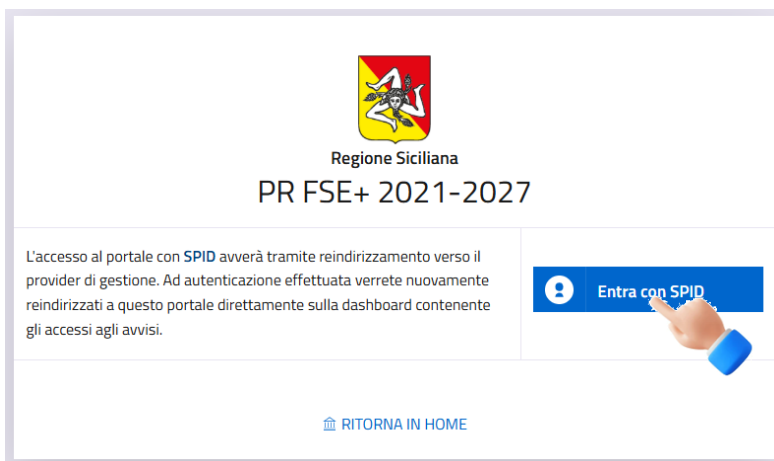 Regione Siciliana
PR FSE+ 2021-2027
L'accesso al portale con SPID avverà tramite reindirizzamento verso il
provider di gestione. Ad autenticazione effettuata verrete nuovamente
reindirizzati a questo portale direttamente sulla dashboard contenente
gli accessi agli avvisi.
Entra con SPID
RITORNA IN HOME